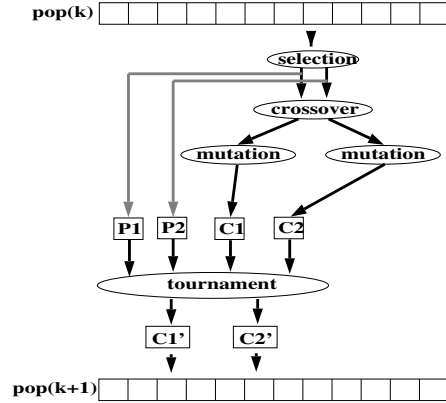 pop(k)
selection
crossover
mutation mutation
P1 P2 C1 C2
tournament
C1' C2'
pop(k+1)